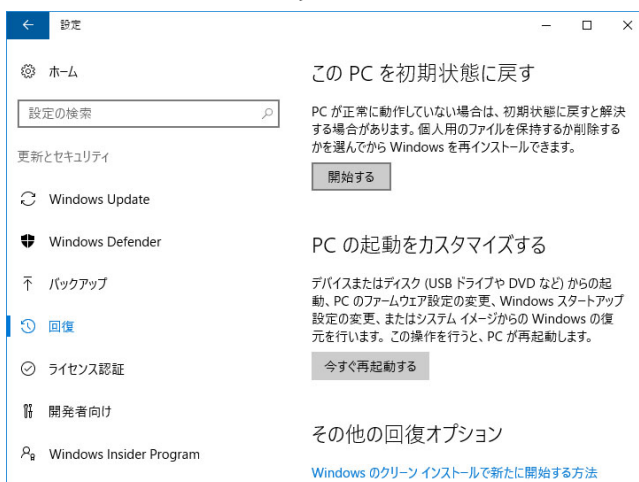 設定
ホーム
設定の検索
更新とセキュリティ
Windows Update
Windows Defender
バックアップ
回復
ライセンス認証
開発者向け
Windows Insider Program
この PC を初期状態に戻す
PC が正常に動作していない場合は、初期状態に戻すと解決
する場合があります。個人用のファイルを保持するか削除する
かを選んでから Windows を再インストールできます。
開始する
PC の起動をカスタマイズする
デバイスまたはディスク (USB ドライブや DVD など) からの起
動、PC のファームウェア設定の変更、Windows スタートアップ
設定の変更、またはシステム イメージからの Windows の復
元を行います。この操作を行うと、PC が再起動します。
今すぐ再起動する
その他の回復オプション
Windows のクリーン インストールで新たに開始する方法